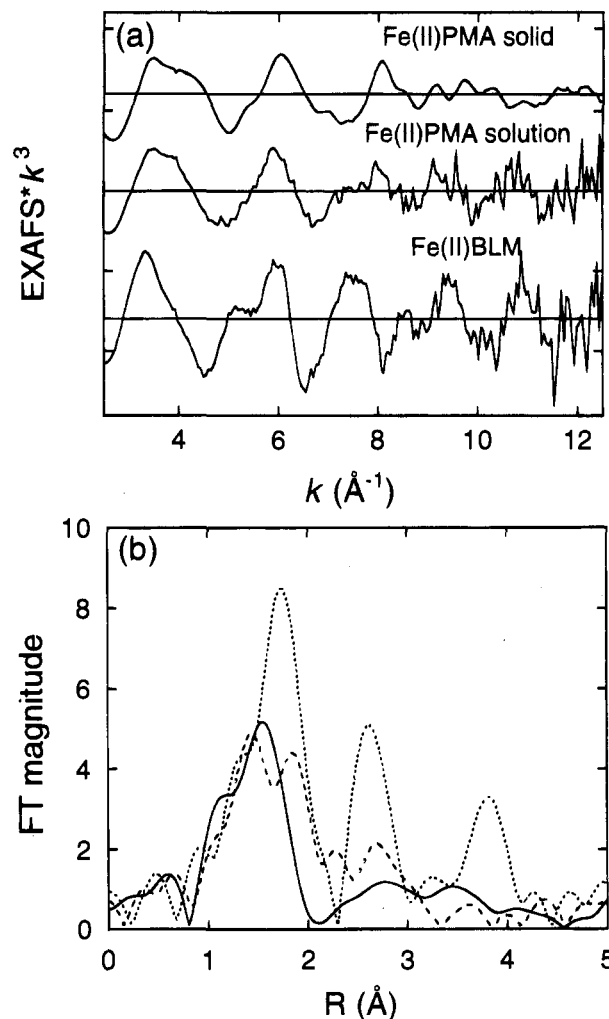 (a)
Fe(II)PMA solid
Fe(II)PMA solution
Fe(II)BLM
EXAFS*k³
4 6 8 10 12
k (Å⁻¹)
(b)
10
8
6
4
2
0
FT magnitude
0 1 2 3 4 5
R (Å)